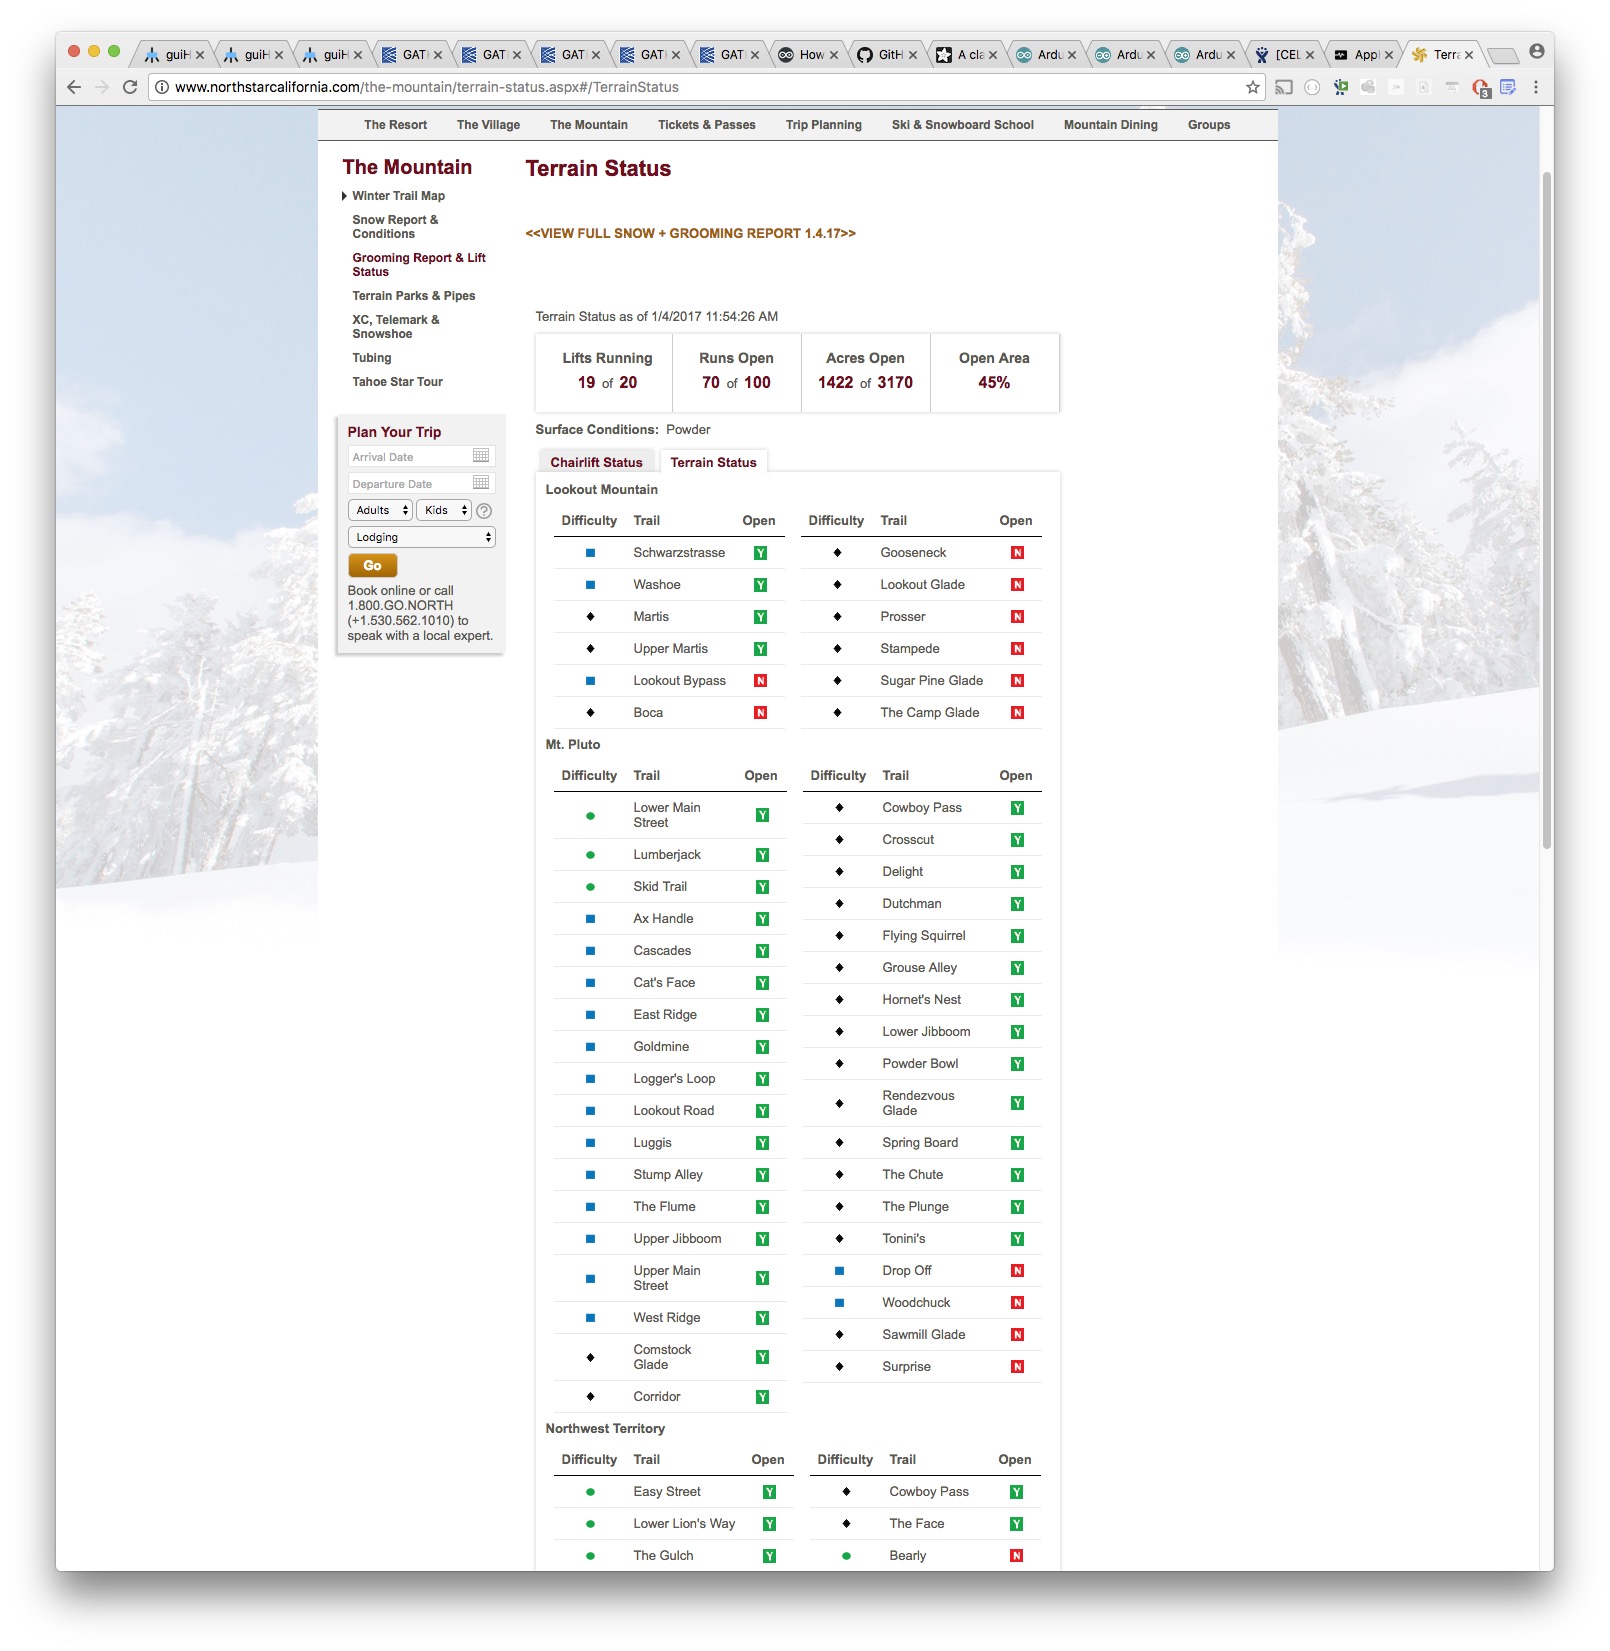 guiH
guiH
guiH
GATH
GATH
GATH
GATH
GATH
How
GitH
A cla
Ardu
Ardu
Ardu
[CEL
Appl
Terra
www.northstarcalifornia.com/the-mountain/terrain-status.aspx#/TerrainStatus
3
The Resort The Village The Mountain Tickets & Passes Trip Planning Ski & Snowboard School Mountain Dining Groups
The Mountain
Winter Trail Map
Snow Report &
Conditions
Grooming Report & Lift
Status
Terrain Parks & Pipes
XC, Telemark &
Snowshoe
Tubing
Tahoe Star Tour
Plan Your Trip
Arrival Date
Departure Date
Adults Kids ?
Lodging
Go
Book online or call
1.800.GO.NORTH
(+1.530.562.1010) to
speak with a local expert.
Terrain Status
<<VIEW FULL SNOW + GROOMING REPORT 1.4.17>>
Terrain Status as of 1/4/2017 11:54:26 AM
Lifts Running Runs Open Acres Open Open Area
19 of 20 70 of 100 1422 of 3170 45%
Surface Conditions: Powder
Chairlift Status Terrain Status
Lookout Mountain
Difficulty Trail Open
Schwarzstrasse Y
Washoe Y
Martis Y
Upper Martis Y
Lookout Bypass N
Boca N
Difficulty Trail Open
Gooseneck N
Lookout Glade N
Prosser N
Stampede N
Sugar Pine Glade N
The Camp Glade N
Mt. Pluto
Difficulty Trail Open
Lower Main
Street Y
Lumberjack Y
Skid Trail Y
Ax Handle Y
Cascades Y
Cat's Face Y
East Ridge Y
Goldmine Y
Logger's Loop Y
Lookout Road Y
Luggis Y
Stump Alley Y
The Flume Y
Upper Jibboom Y
Upper Main
Street Y
West Ridge Y
Comstock
Glade Y
Corridor Y
Difficulty Trail Open
Cowboy Pass Y
Crosscut Y
Delight Y
Dutchman Y
Flying Squirrel Y
Grouse Alley Y
Hornet's Nest Y
Lower Jibboom Y
Powder Bowl Y
Rendezvous
Glade Y
Spring Board Y
The Chute Y
The Plunge Y
Tonini's Y
Drop Off N
Woodchuck N
Sawmill Glade N
Surprise N
Northwest Territory
Difficulty Trail Open
Easy Street Y
Lower Lion's Way Y
The Gulch Y
Difficulty Trail Open
Cowboy Pass Y
The Face Y
Bearly N